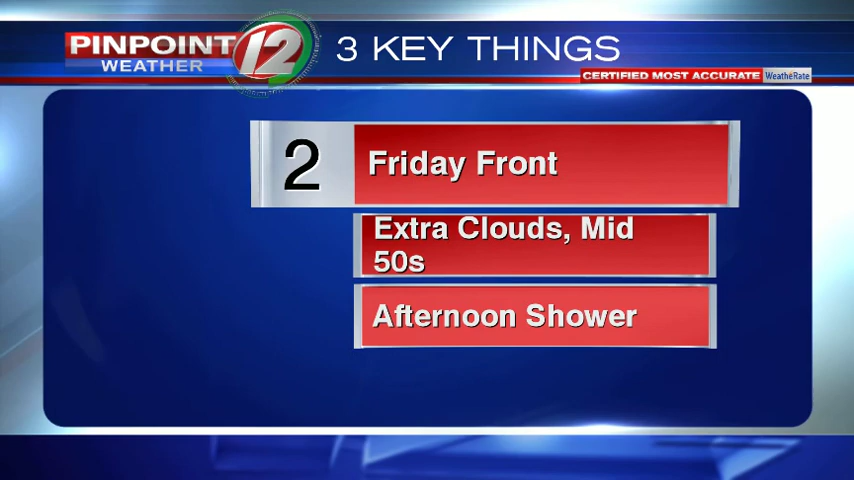 PINPOINT 12
WEATHER
3 KEY THINGS
CERTIFIED MOST ACCURATE WeatheRate
2 Friday Front
Extra Clouds, Mid
50s
Afternoon Shower